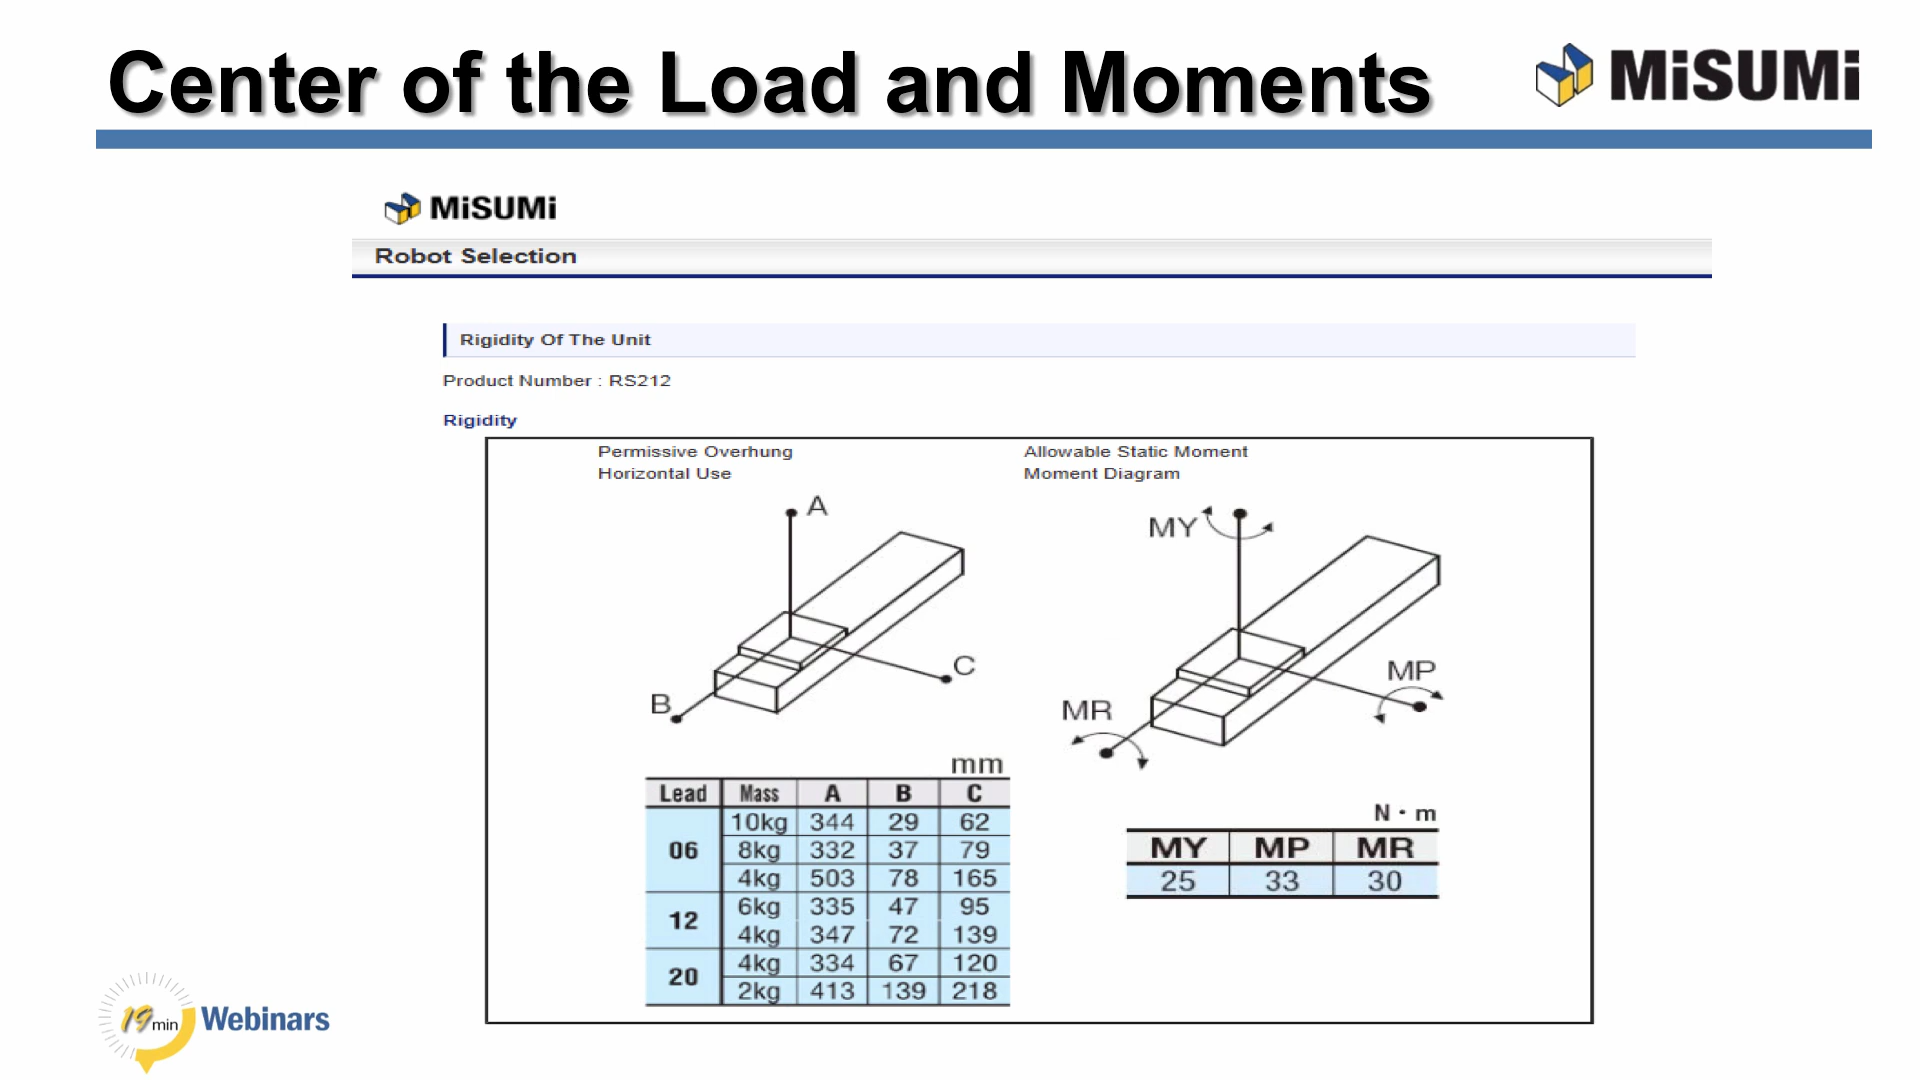 Center of the Load and Moments
MiSUMi
MiSUMi
Robot Selection
Rigidity Of The Unit
Product Number : RS212
Rigidity
Permissive Overhung
Horizontal Use
A
B
C
mm
Lead Mass A B C
06 10kg 344 29 62
8kg 332 37 79
4kg 503 78 165
12 6kg 335 47 95
4kg 347 72 139
20 4kg 334 67 120
2kg 413 139 218
Allowable Static Moment
Moment Diagram
MY
MP
MR
N・m
MY MP MR
25 33 30
19 min Webinars